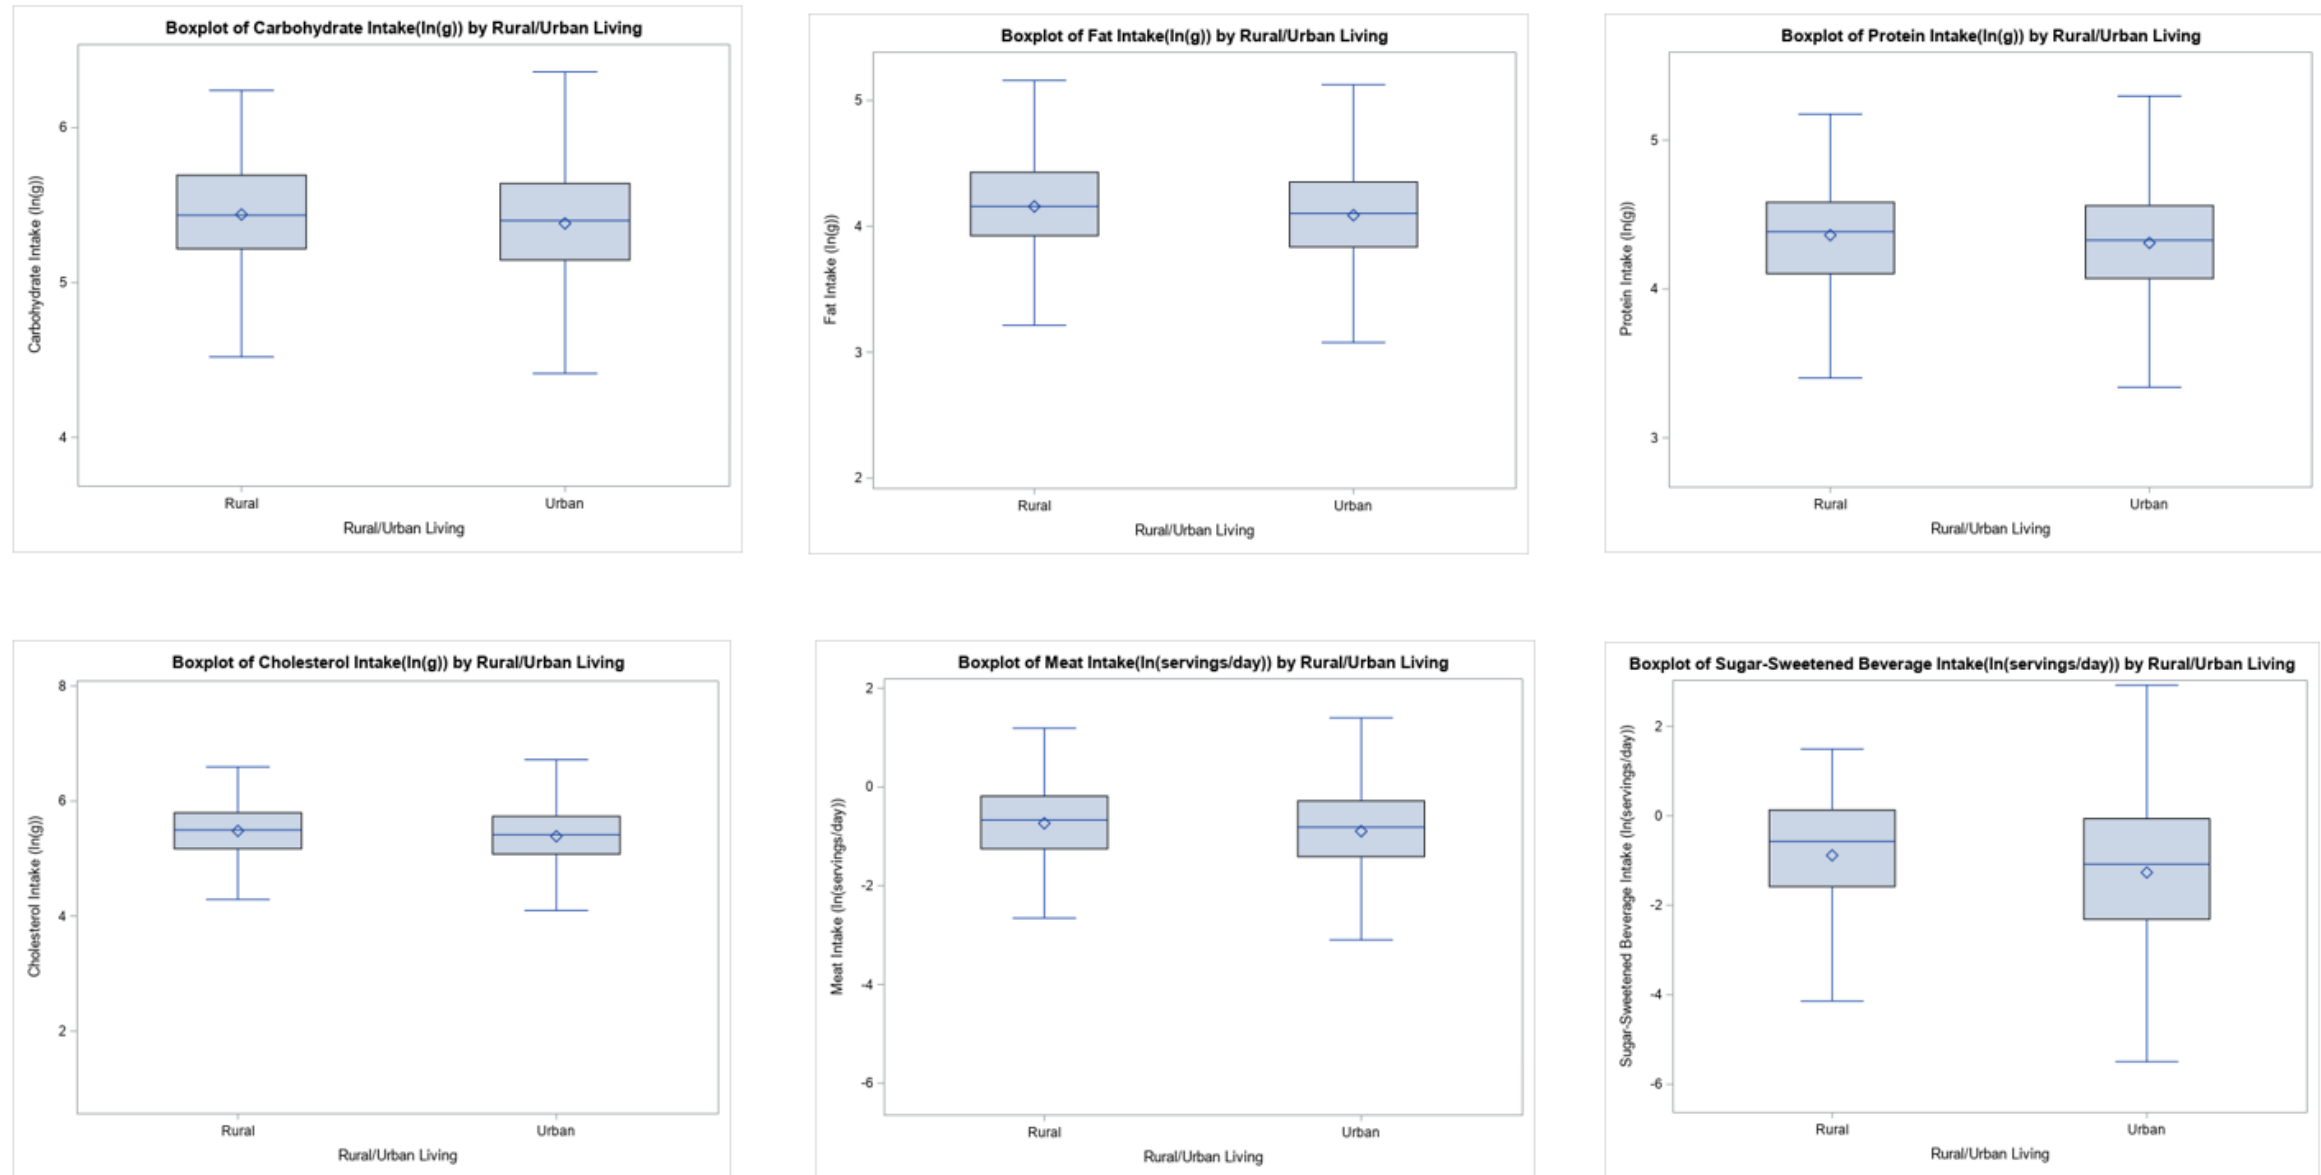 Boxplot of Carbohydrate Intake(ln(g)) by Rural/Urban Living
Carbohydrate Intake (ln(g))
6
5
4
Rural
Urban
Rural/Urban Living
Boxplot of Fat Intake(ln(g)) by Rural/Urban Living
Fat Intake (ln(g))
5
4
3
2
Rural
Urban
Rural/Urban Living
Boxplot of Protein Intake(ln(g)) by Rural/Urban Living
Protein Intake (ln(g))
5
4
3
Rural
Urban
Rural/Urban Living
Boxplot of Cholesterol Intake(ln(g)) by Rural/Urban Living
Cholesterol Intake (ln(g))
8
6
4
2
Rural
Urban
Rural/Urban Living
Boxplot of Meat Intake(ln(servings/day)) by Rural/Urban Living
Meat Intake (ln(servings/day))
2
0
-2
-4
-6
Rural
Urban
Rural/Urban Living
Boxplot of Sugar-Sweetened Beverage Intake(ln(servings/day)) by Rural/Urban Living
Sugar-Sweetened Beverage Intake (ln(servings/day))
2
0
-2
-4
-6
Rural
Urban
Rural/Urban Living